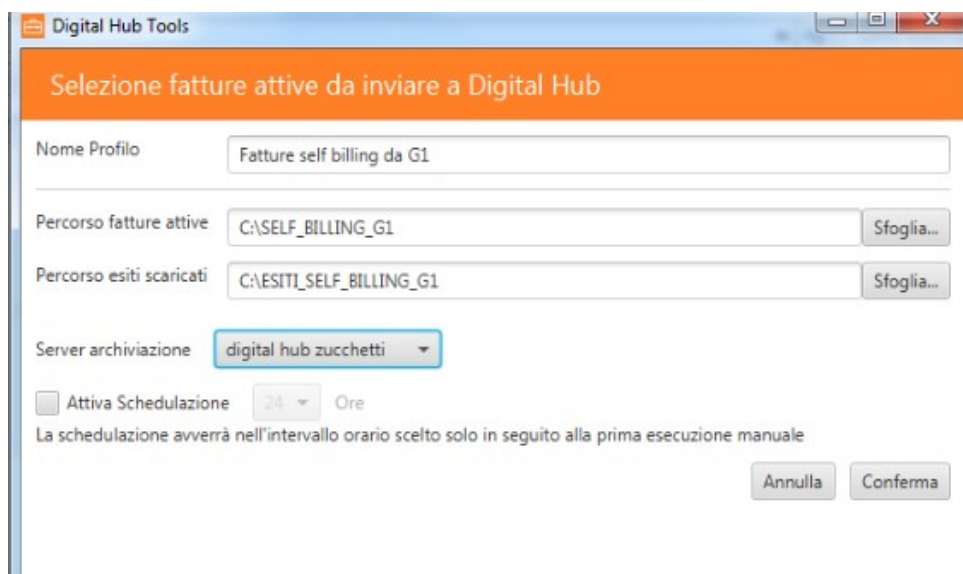 Digital Hub Tools
Selezione fatture attive da inviare a Digital Hub
Nome Profilo Fatture self billing da G1
Percorso fatture attive C:\SELF_BILLING_G1 Sfoglia...
Percorso esiti scaricati C:\ESITI_SELF_BILLING_G1 Sfoglia...
Server archiviazione digital hub zucchetti
Attiva Schedulazione 24 Ore
La schedulazione avverrà nell'intervallo orario scelto solo in seguito alla prima esecuzione manuale
Annulla Conferma